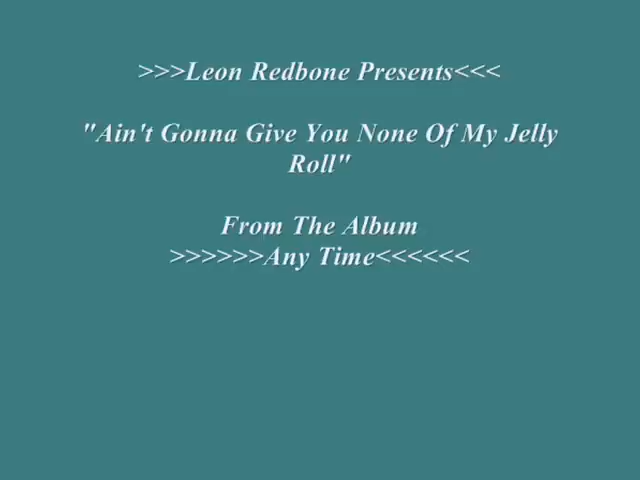 >>>Leon Redbone Presents<<<
"Ain't Gonna Give You None Of My Jelly
Roll"
From The Album
>>>>>>Any Time<<<<<<